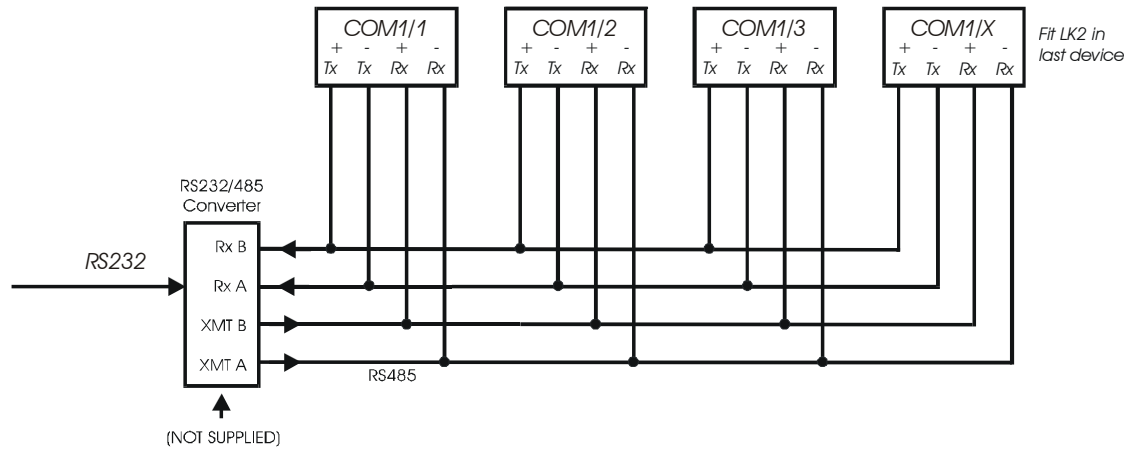 COM1/1
+ - + -
Tx Tx Rx Rx
COM1/2
+ - + -
Tx Tx Rx Rx
COM1/3
+ - + -
Tx Tx Rx Rx
COM1/X
+ - + -
Tx Tx Rx Rx
Fit LK2 in
last device
RS232/485
Converter
RS232
Rx B
Rx A
XMT B
XMT A
RS485
(NOT SUPPLIED)